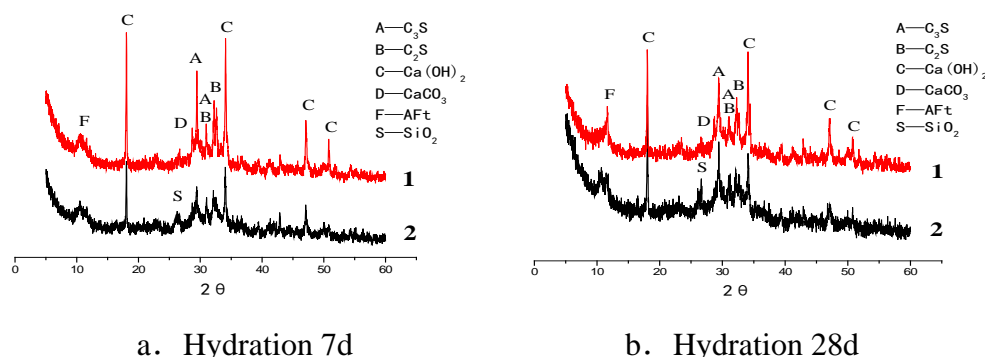 C
C
A
A
B
B
D
F
C
C
S
A—C₃S
B—C₂S
C—Ca(OH)₂
D—CaCO₃
F—AFt
S—SiO₂
1
2
0 10 20 30 40 50 60
2 θ
a. Hydration 7d
C
C
A
A
B
B
D
F
C
C
S
A—C₃S
B—C₂S
C—Ca(OH)₂
D—CaCO₃
F—AFt
S—SiO₂
1
2
0 10 20 30 40 50 60
2 θ
b. Hydration 28d